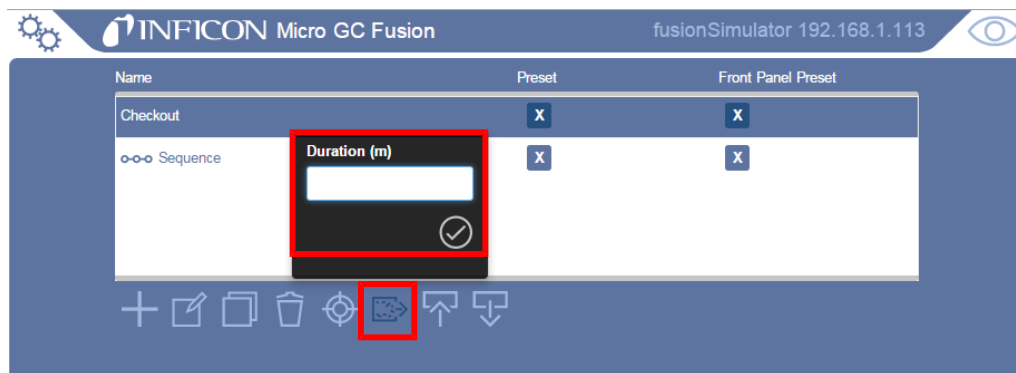 INFICON Micro GC Fusion
fusionSimulator 192.168.1.113
Name Preset Front Panel Preset
Checkout X X
Sequence X X
Duration (m)